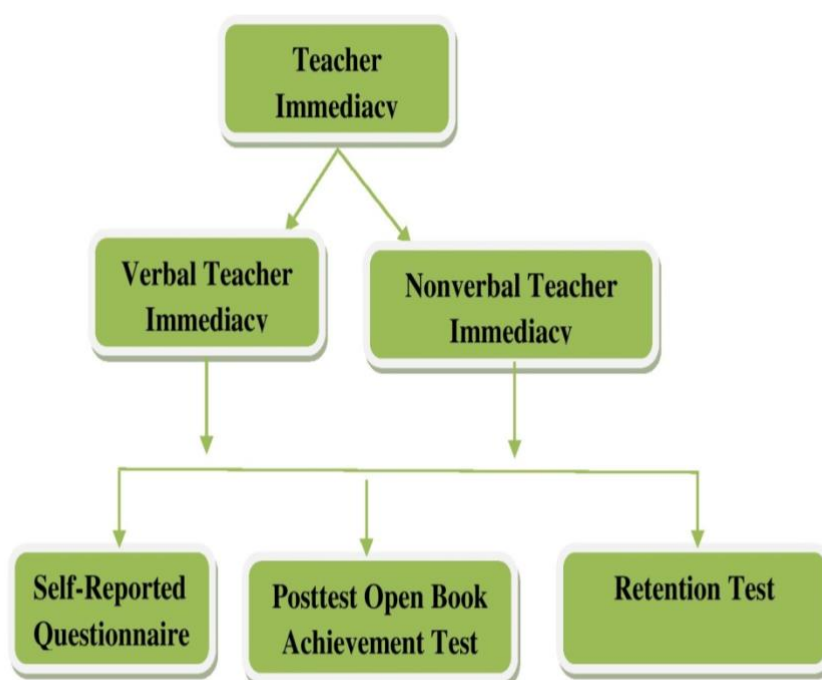 Teacher
Immediacy
Verbal Teacher
Immediacy
Nonverbal Teacher
Immediacy
Self-Reported
Questionnaire
Posttest Open Book
Achievement Test
Retention Test